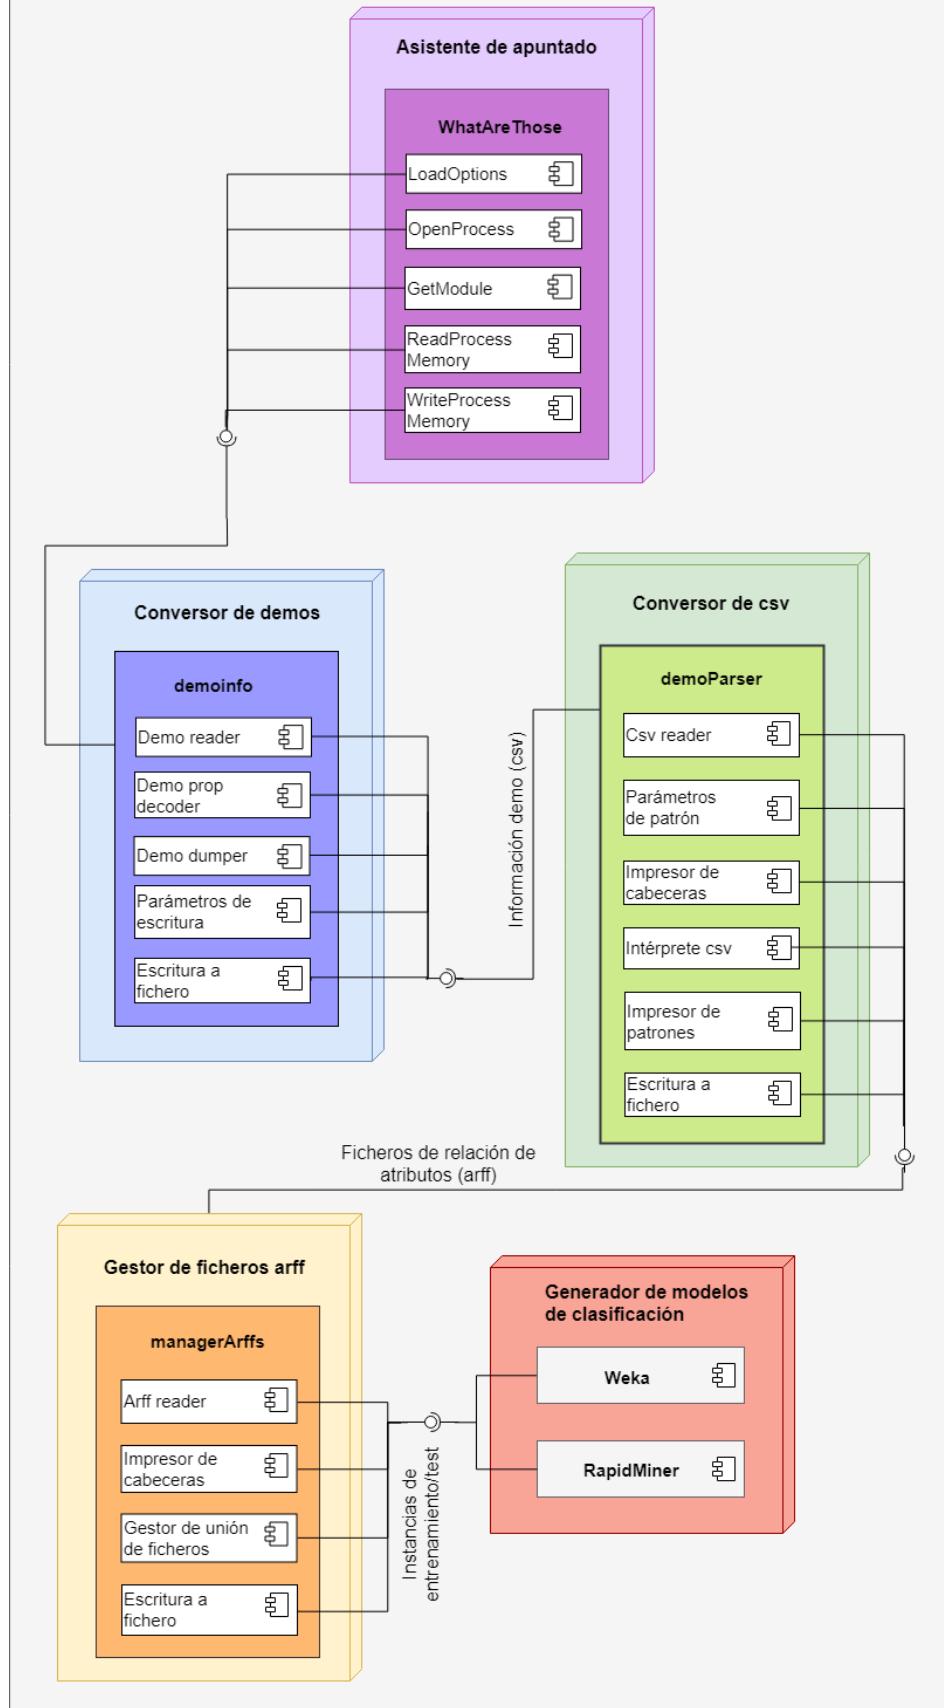 Asistente de apuntado
WhatAreThose
LoadOptions
OpenProcess
GetModule
ReadProcess
Memory
WriteProcess
Memory
Conversor de demos
demoinfo
Demo reader
Demo prop
decoder
Demo dumper
Parámetros de
escritura
Escritura a
fichero
Información demo (csv)
Conversor de csv
demoParser
Csv reader
Parámetros
de patrón
Impresor de
cabeceras
Intérprete csv
Impresor de
patrones
Escritura a
fichero
Ficheros de relación de
atributos (arff)
Gestor de ficheros arff
managerArffs
Arff reader
Impresor de
cabeceras
Gestor de unión
de ficheros
Escritura a
fichero
Instancias de
entrenamiento/test
Generador de modelos
de clasificación
Weka
RapidMiner